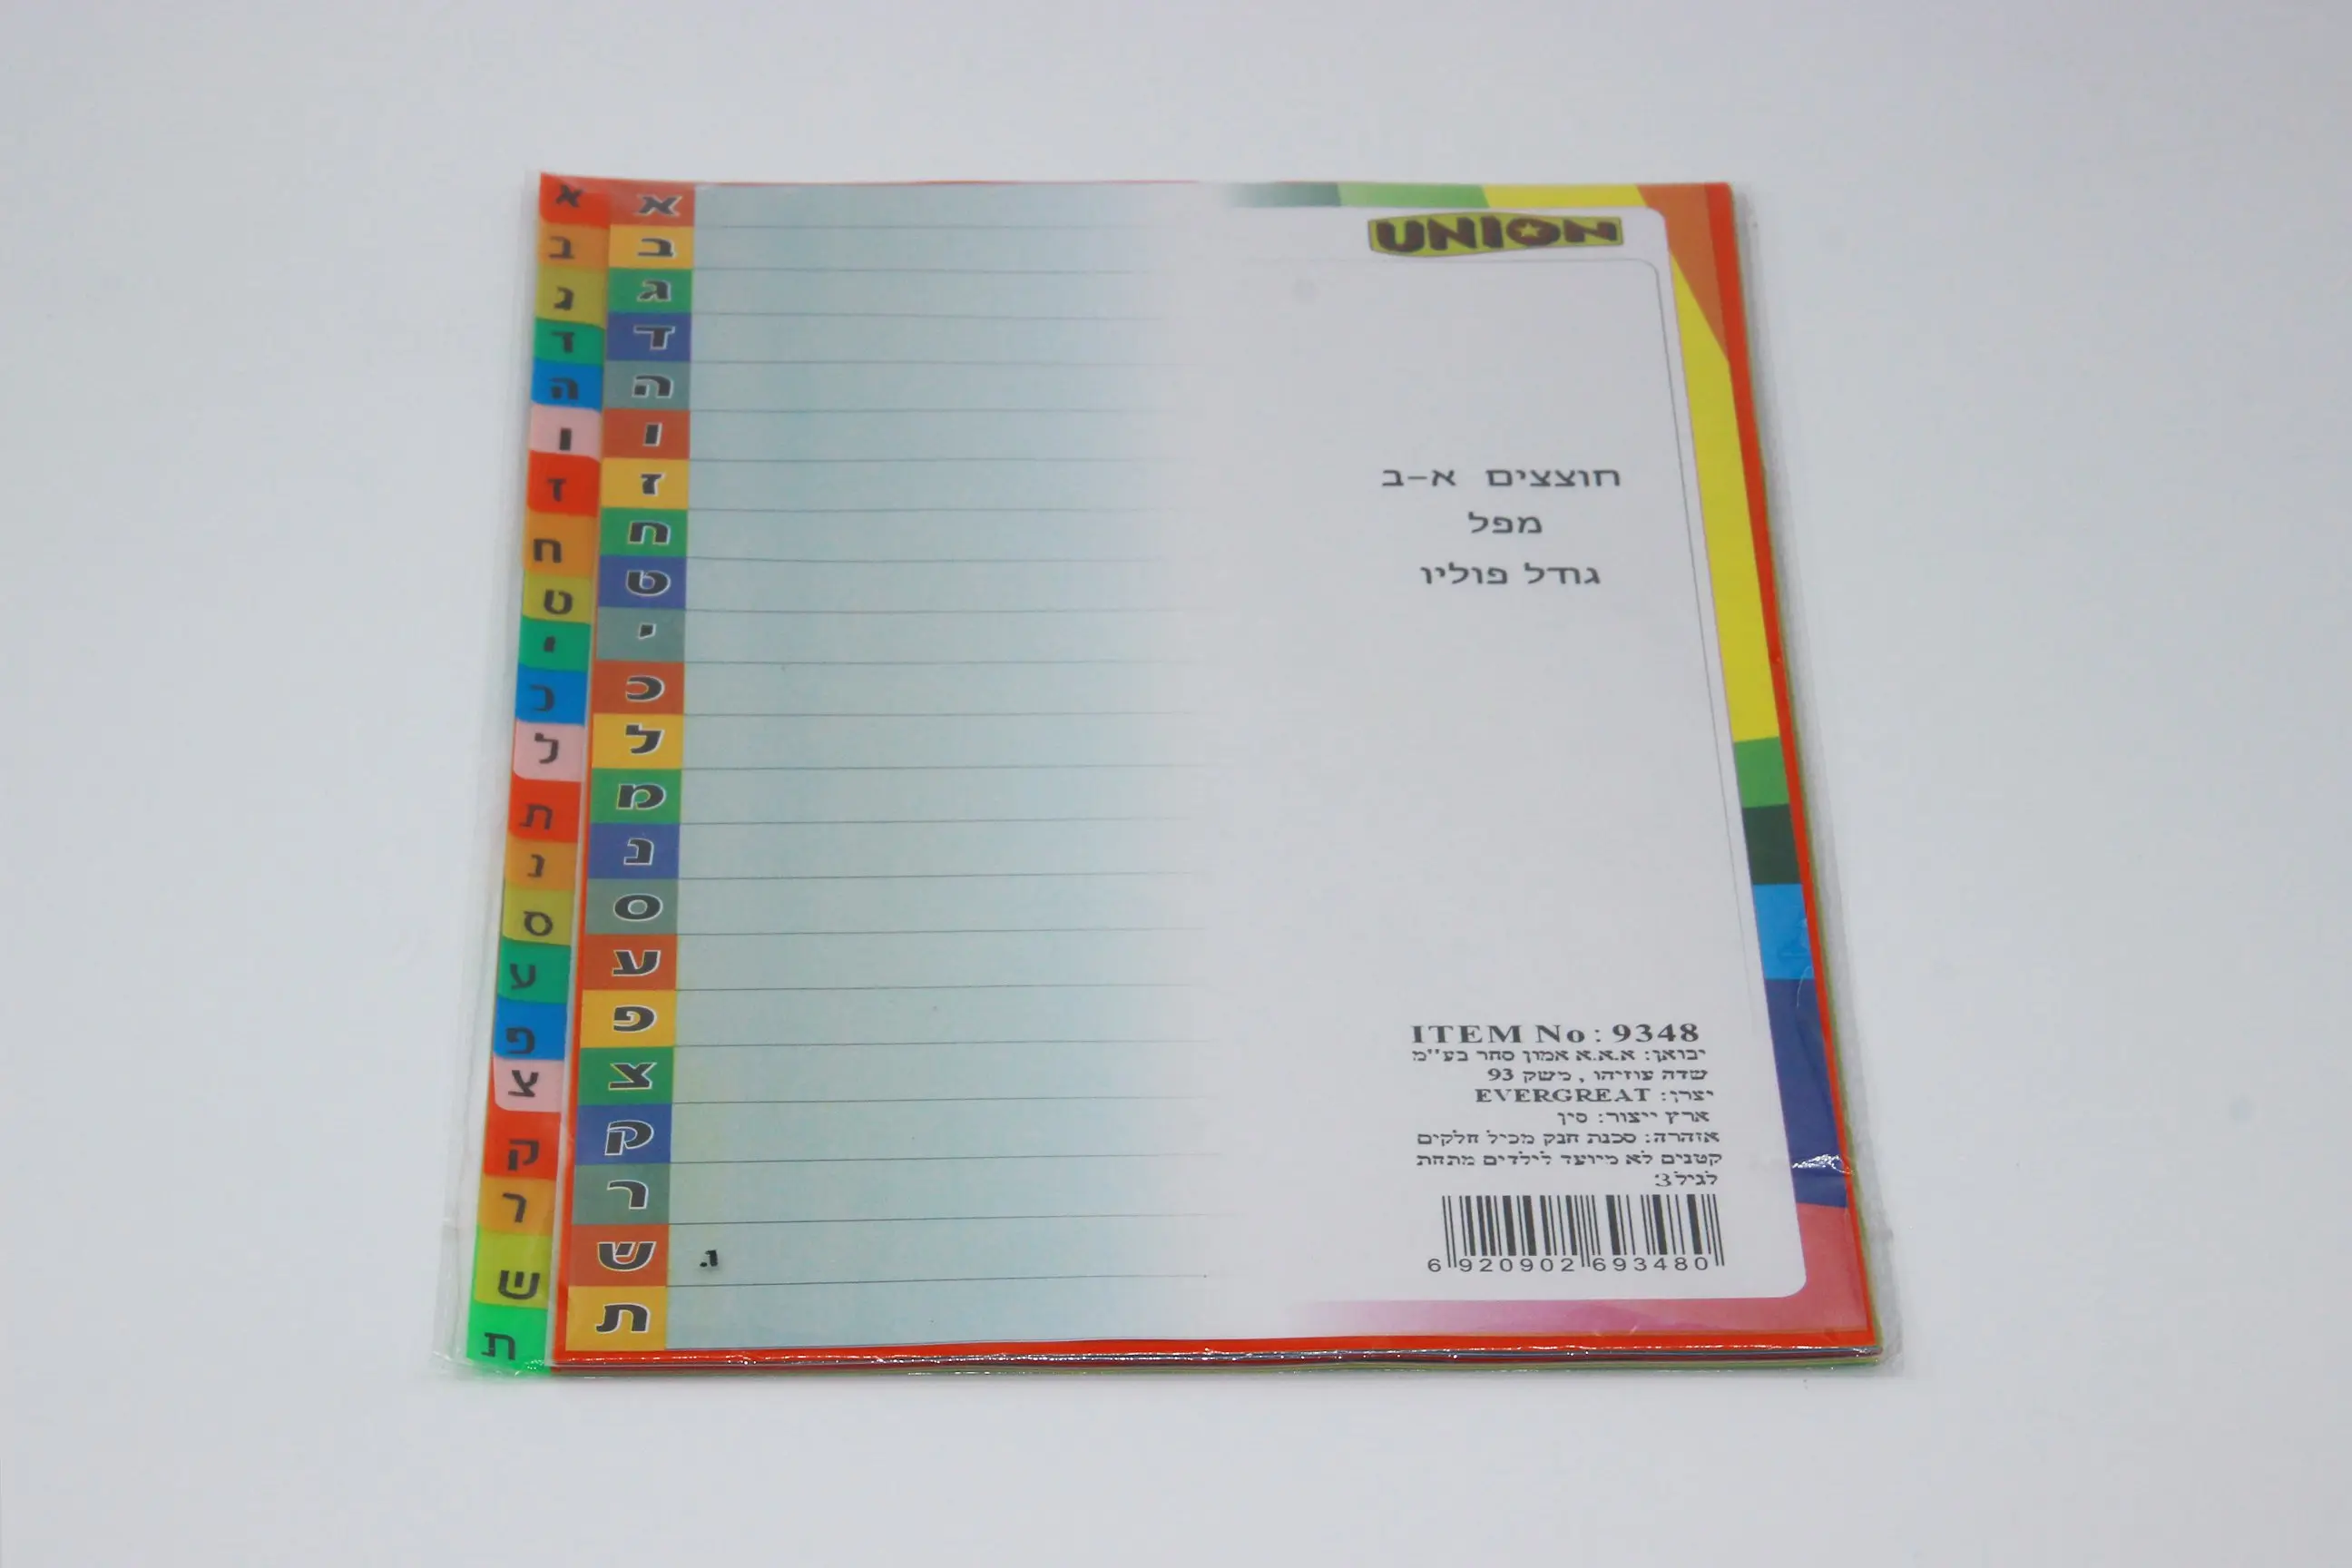 UNION
חוצצים א-ב
מפל
גודל פוליו
ITEM No : 9348
יבואן: א.א.א אמון סחר בע''מ
שדה עוזיהו , משק 93
יצרן: EVERGREAT
ארץ ייצור: סין
אזהרה: סכנת חנק מכיל חלקים
קטנים לא מיועד לילדים מתחת
לגיל 3
6 920902 693480
א
ב
ג
ד
ה
ו
ז
ח
ט
י
כ
ל
מ
נ
ס
ע
פ
צ
ק
ר
ש
ת
א
ב
ג
ד
ה
ו
ז
ח
ט
י
כ
ל
ת
נ
ס
ע
פ
צ
ק
ר
ש
ת